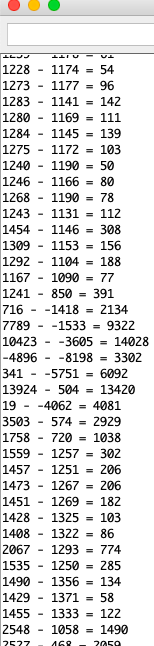 1239 - 1178 = 61
1228 - 1174 = 54
1273 - 1177 = 96
1283 - 1141 = 142
1280 - 1169 = 111
1284 - 1145 = 139
1275 - 1172 = 103
1240 - 1190 = 50
1246 - 1166 = 80
1268 - 1190 = 78
1243 - 1131 = 112
1454 - 1146 = 308
1309 - 1153 = 156
1292 - 1104 = 188
1167 - 1090 = 77
1241 - 850 = 391
716 - -1418 = 2134
7789 - -1533 = 9322
10423 - -3605 = 14028
-4896 - -8198 = 3302
341 - -5751 = 6092
13924 - 504 = 13420
19 - -4062 = 4081
3503 - 574 = 2929
1758 - 720 = 1038
1559 - 1257 = 302
1457 - 1251 = 206
1473 - 1267 = 206
1451 - 1269 = 182
1428 - 1325 = 103
1408 - 1322 = 86
2067 - 1293 = 774
1535 - 1250 = 285
1490 - 1356 = 134
1429 - 1371 = 58
1455 - 1333 = 122
2548 - 1058 = 1490
2527 - 468 = 2059